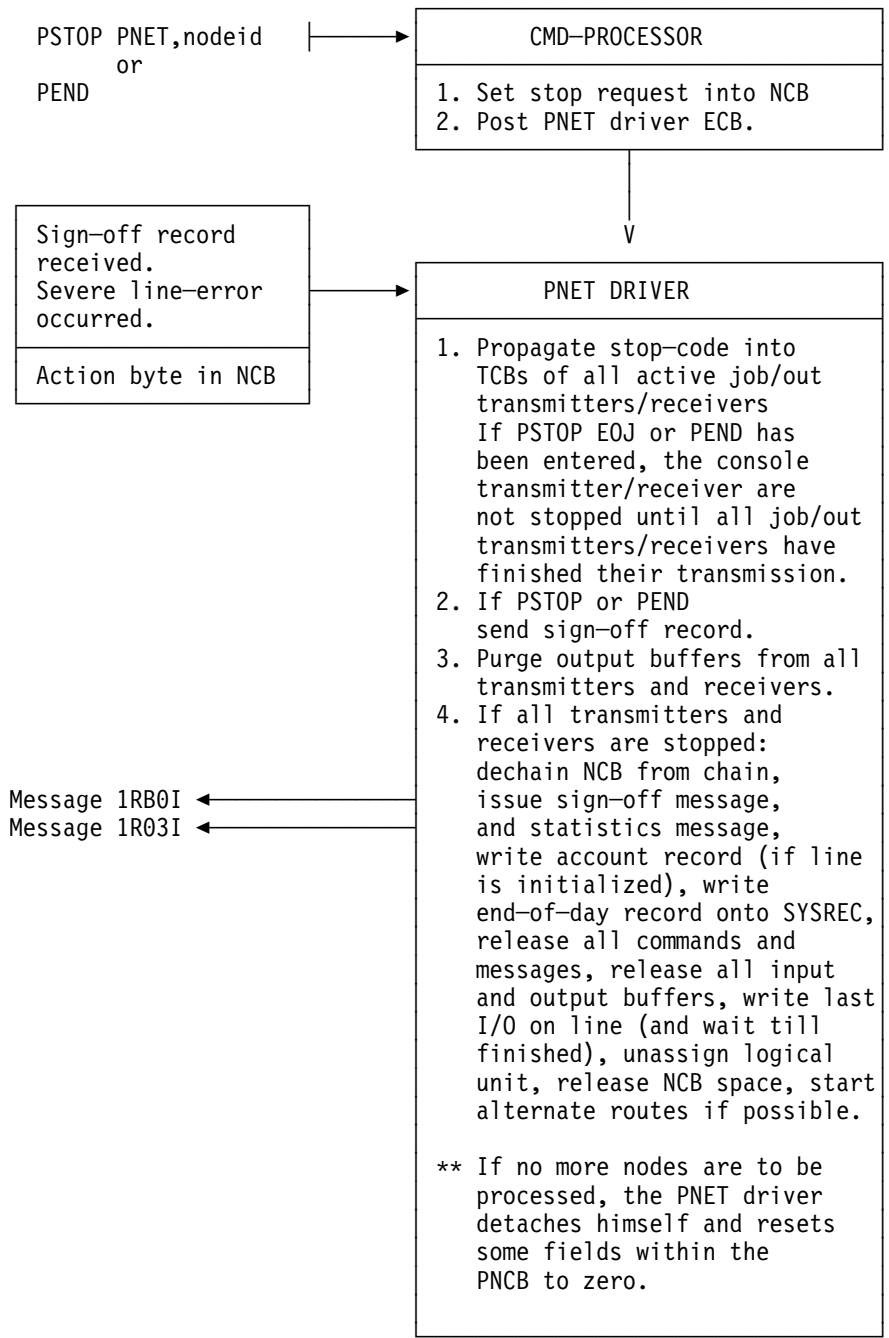 PSTOP PNET,nodeid
or
PEND
CMD–PROCESSOR
1. Set stop request into NCB
2. Post PNET driver ECB.
V
Sign–off record
received.
Severe line–error
occurred.
Action byte in NCB
PNET DRIVER
1. Propagate stop–code into
TCBs of all active job/out
transmitters/receivers
If PSTOP EOJ or PEND has
been entered, the console
transmitter/receiver are
not stopped until all job/out
transmitters/receivers have
finished their transmission.
2. If PSTOP or PEND
send sign–off record.
3. Purge output buffers from all
transmitters and receivers.
4. If all transmitters and
receivers are stopped:
dechain NCB from chain,
issue sign–off message,
and statistics message,
write account record (if line
is initialized), write
end–of–day record onto SYSREC,
release all commands and
messages, release all input
and output buffers, write last
I/O on line (and wait till
finished), unassign logical
unit, release NCB space, start
alternate routes if possible.
** If no more nodes are to be
processed, the PNET driver
detaches himself and resets
some fields within the
PNCB to zero.
Message 1RB0I
Message 1R03I